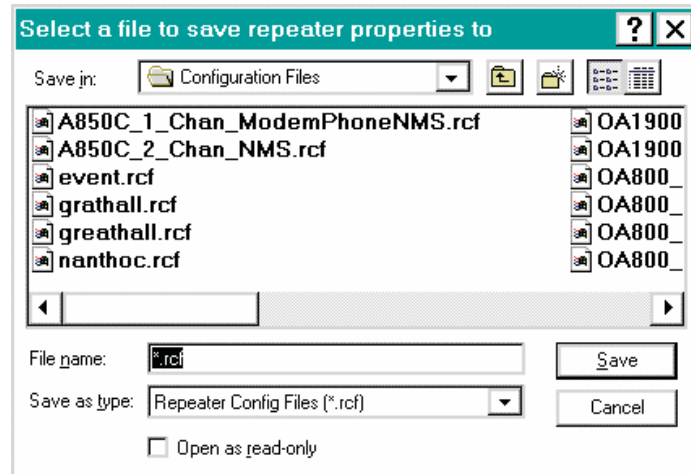 Select a file to save repeater properties to
Save in: Configuration Files
A850C_1_Chan_ModemPhoneNMS.rcf
A850C_2_Chan_NMS.rcf
event.rcf
grathall.rcf
greathall.rcf
nanthoc.rcf
OA1900
OA1900
OA800_
OA800_
OA800_
OA800_
File name: *.rcf
Save
Save as type: Repeater Config Files (*.rcf)
Cancel
Open as read-only